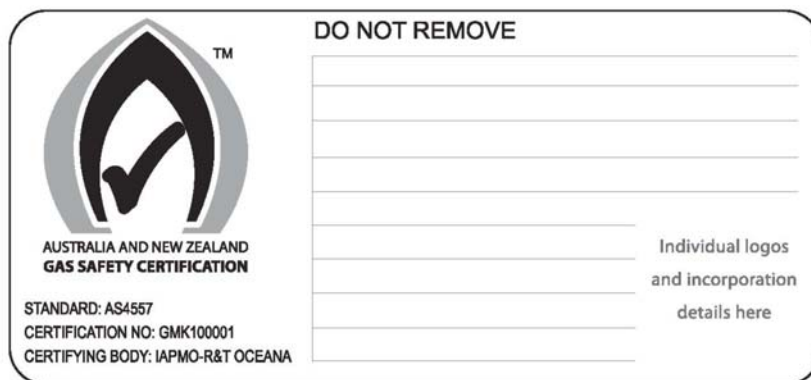 DO NOT REMOVE
TM
AUSTRALIA AND NEW ZEALAND
GAS SAFETY CERTIFICATION
STANDARD: AS4557
CERTIFICATION NO: GMK100001
CERTIFYING BODY: IAPMO-R&T OCEANA
Individual logos
and incorporation
details here